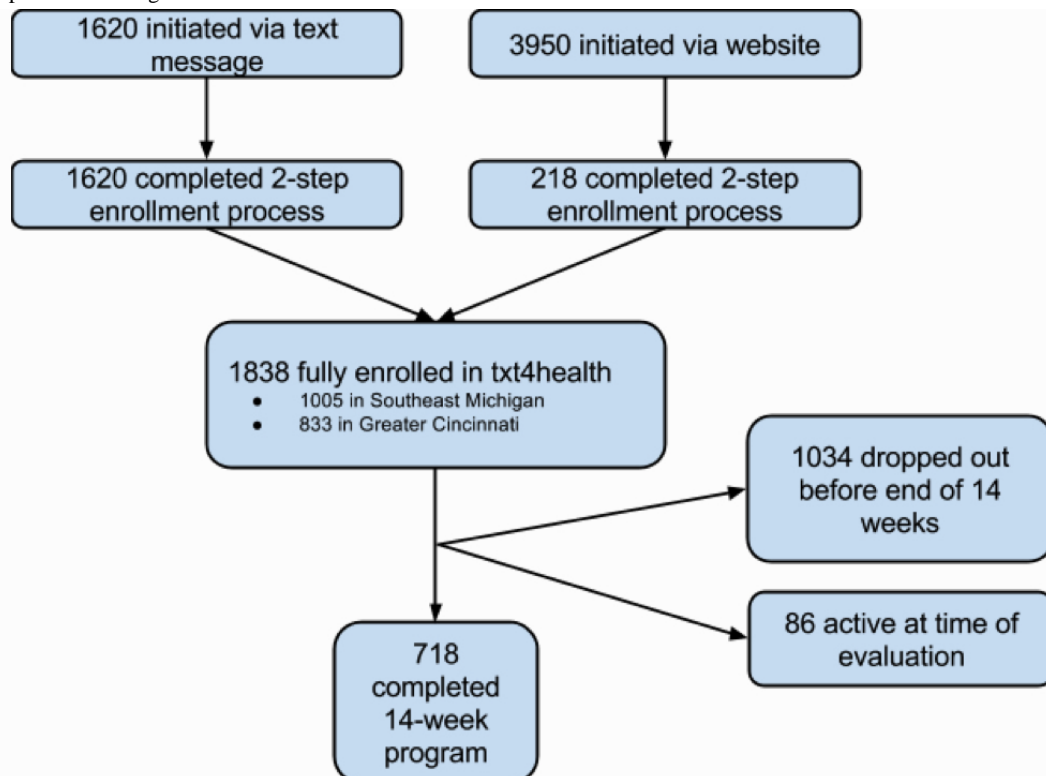 1620 initiated via text
message
3950 initiated via website
1620 completed 2-step
enrollment process
218 completed 2-step
enrollment process
1838 fully enrolled in txt4health
• 1005 in Southeast Michigan
• 833 in Greater Cincinnati
1034 dropped out
before end of 14
weeks
86 active at time of
evaluation
718
completed
14-week
program